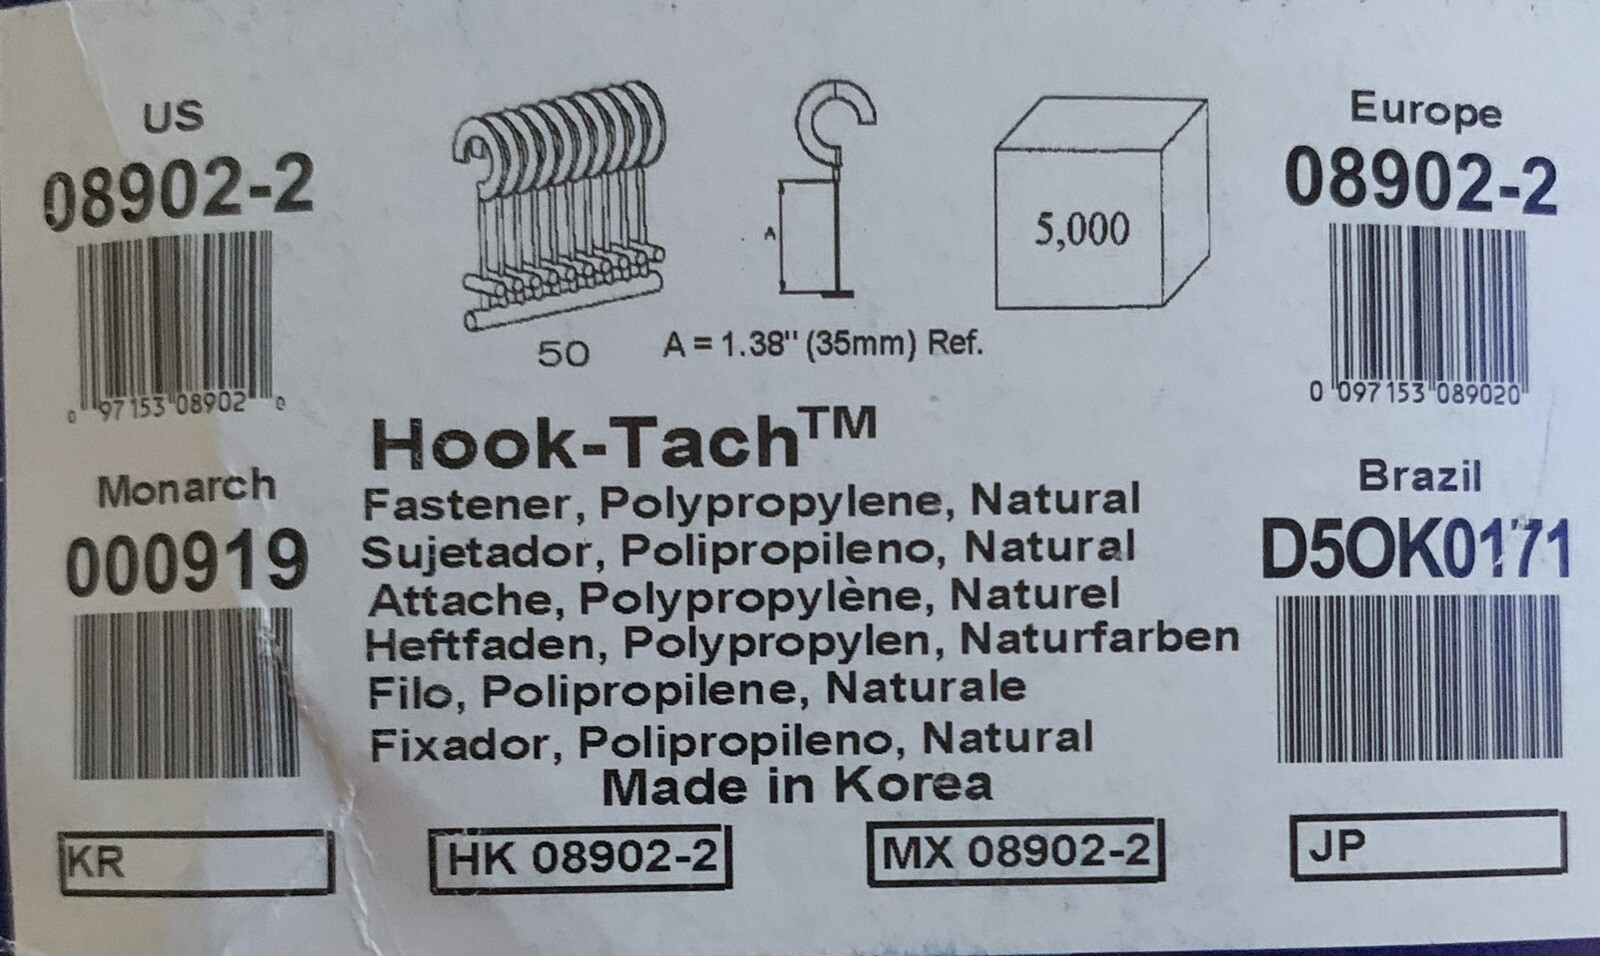 US
08902-2
0 97153 08902 0
Monarch
000919
50
A
A = 1.38" (35mm) Ref.
5,000
Europe
08902-2
0 097153 089020
Brazil
D5OK0171
Hook-Tach™
Fastener, Polypropylene, Natural
Sujetador, Polipropileno, Natural
Attache, Polypropylène, Naturel
Heftfaden, Polypropylen, Naturfarben
Filo, Polipropilene, Naturale
Fixador, Polipropileno, Natural
Made in Korea
KR
HK 08902-2
MX 08902-2
JP